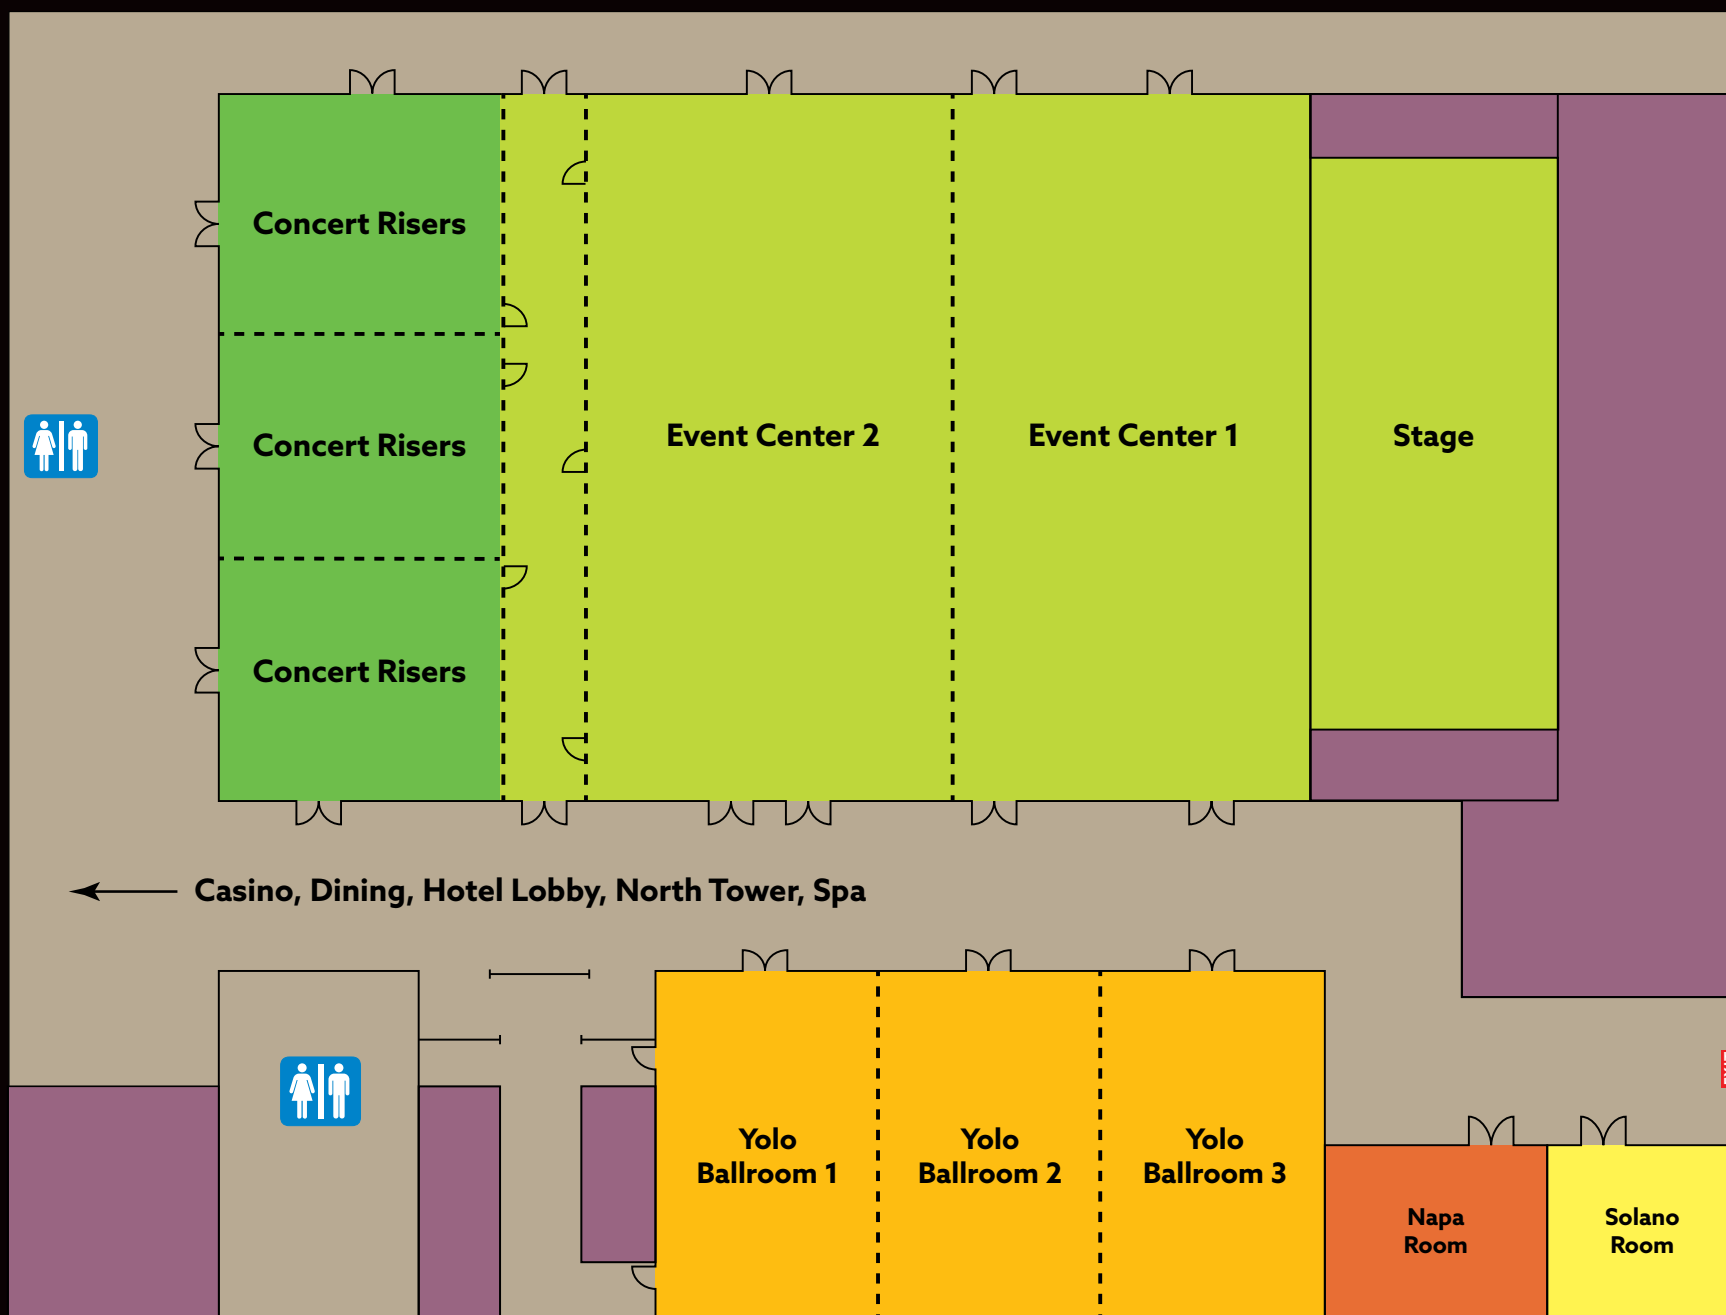 Concert Risers
Concert Risers
Event Center 2
Event Center 1
Stage
Concert Risers
Casino, Dining, Hotel Lobby, North Tower, Spa
Yolo
Ballroom 1
Yolo
Ballroom 2
Yolo
Ballroom 3
Napa
Room
Solano
Room